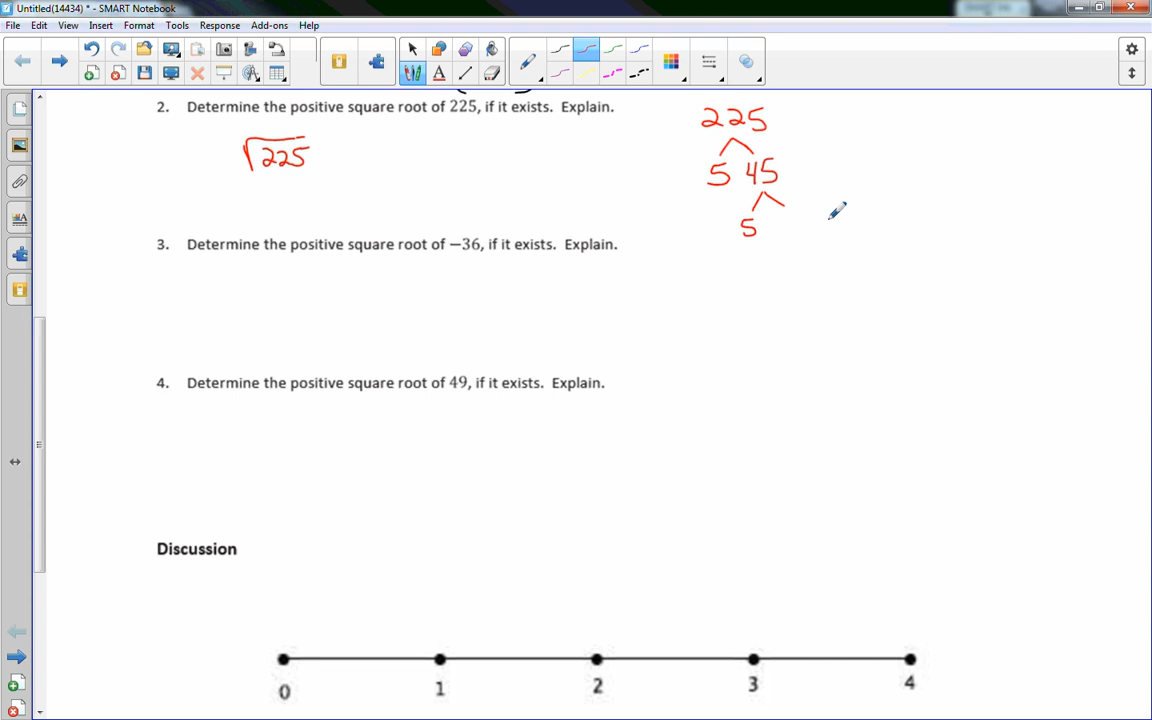 Untitled(14434) * - SMART Notebook
File Edit View Insert Format Tools Response Add-ons Help
A
2. Determine the positive square root of 225, if it exists. Explain.
√225
225
5 45
5
3. Determine the positive square root of −36, if it exists. Explain.
4. Determine the positive square root of 49, if it exists. Explain.
Discussion
0 1 2 3 4